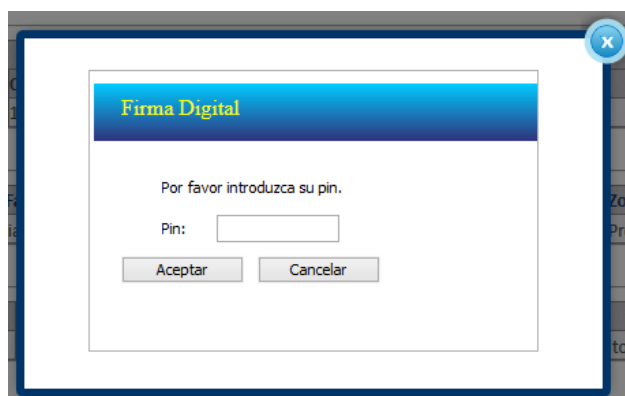 x
Firma Digital
Por favor introduzca su pin.
Pin:
Aceptar
Cancelar